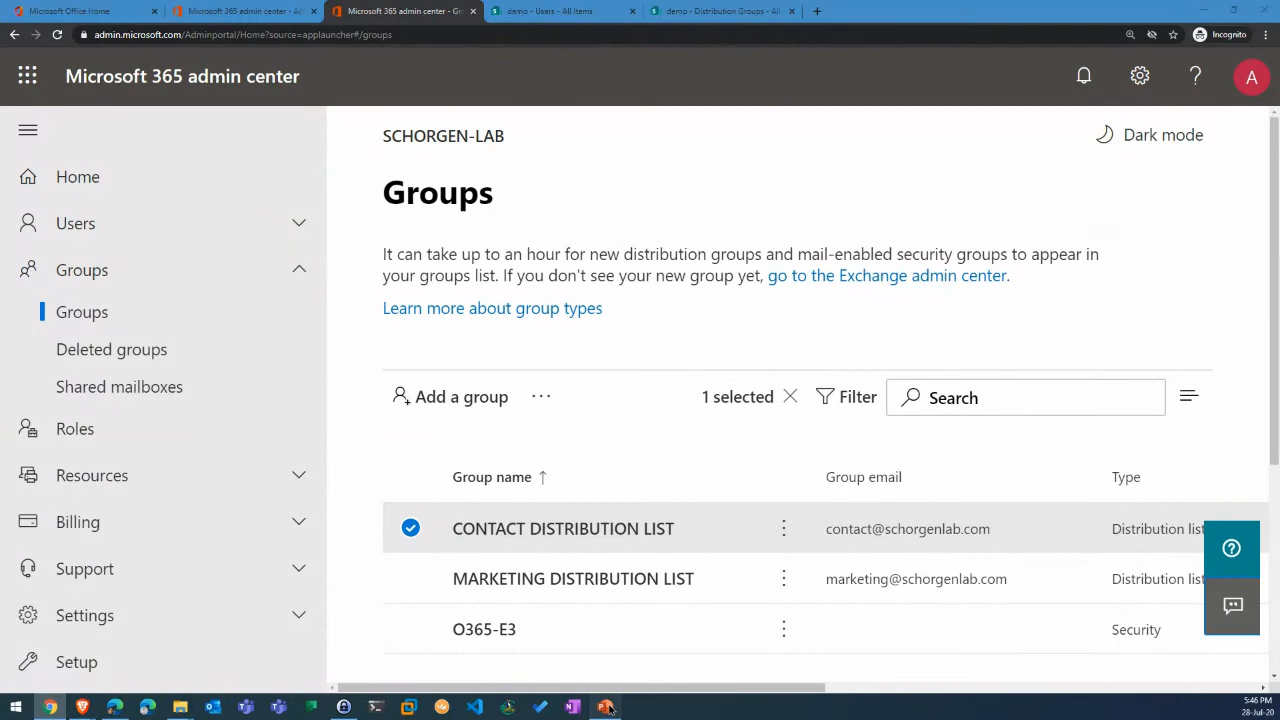 Microsoft Office Home
Microsoft 365 admin center - Ac
Microsoft 365 admin center - Gr
demo - Users - All Items
demo - Distribution Groups - All
admin.microsoft.com/Adminportal/Home?source=applauncher#/groups
Incognito
Microsoft 365 admin center
A
SCHORGEN-LAB
Dark mode
Home
Groups
Users
It can take up to an hour for new distribution groups and mail-enabled security groups to appear in
your groups list. If you don't see your new group yet, go to the Exchange admin center.
Learn more about group types
Groups
Groups
Deleted groups
Shared mailboxes
Add a group
1 selected
Filter
Search
Roles
Resources
Billing
Support
Settings
Setup
Group name
Group email
Type
CONTACT DISTRIBUTION LIST
contact@schorgenlab.com
Distribution list
MARKETING DISTRIBUTION LIST
marketing@schorgenlab.com
Distribution list
O365-E3
Security
5:46 PM
28-Jul-20